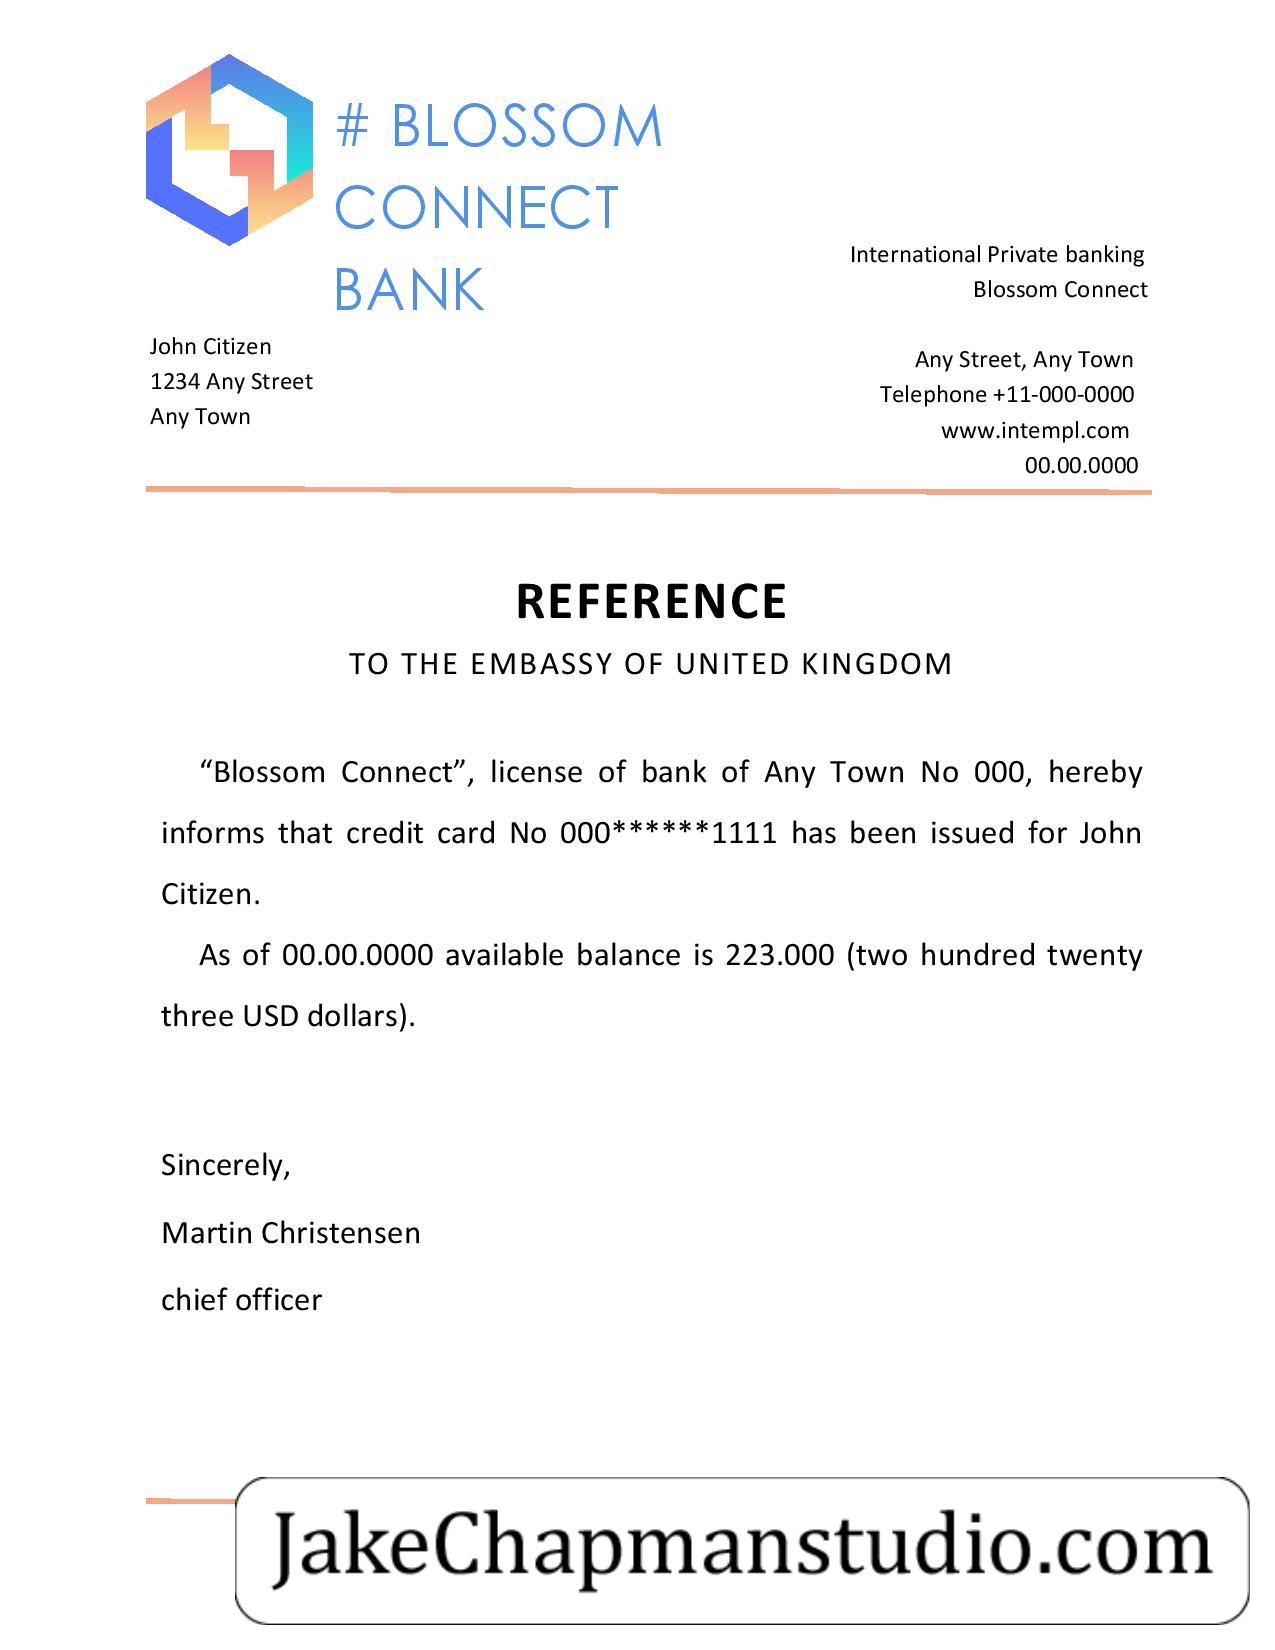 # BLOSSOM
CONNECT
BANK
International Private banking
Blossom Connect
John Citizen
1234 Any Street
Any Town
Any Street, Any Town
Telephone +11-000-0000
www.intempl.com
00.00.0000
REFERENCE
TO THE EMBASSY OF UNITED KINGDOM
“Blossom Connect”, license of bank of Any Town No 000, hereby
informs that credit card No 000******1111 has been issued for John
Citizen.
As of 00.00.0000 available balance is 223.000 (two hundred twenty
three USD dollars).
Sincerely,
Martin Christensen
chief officer
JakeChapmanstudio.com